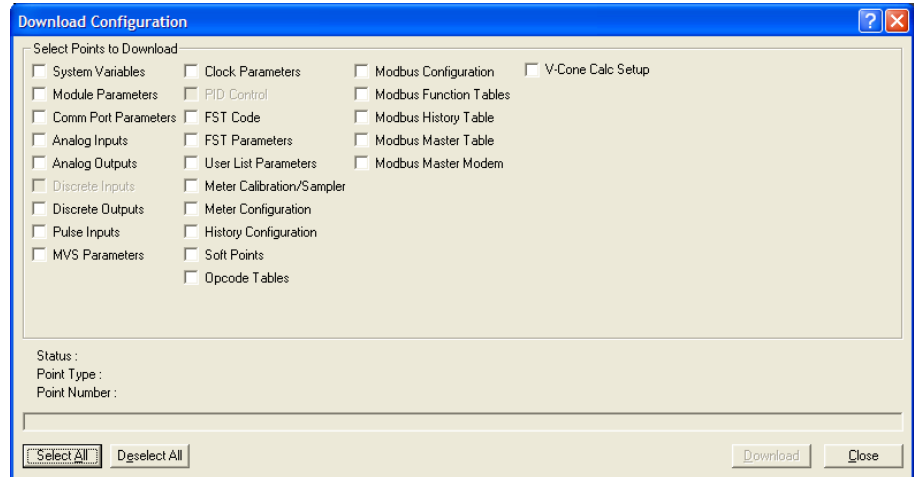 Download Configuration
Select Points to Download
System Variables
Module Parameters
Comm Port Parameters
Analog Inputs
Analog Outputs
Discrete Inputs
Discrete Outputs
Pulse Inputs
MVS Parameters
Clock Parameters
PID Control
FST Code
FST Parameters
User List Parameters
Meter Calibration/Sampler
Meter Configuration
History Configuration
Soft Points
Opcode Tables
Modbus Configuration
Modbus Function Tables
Modbus History Table
Modbus Master Table
Modbus Master Modem
V-Cone Calc Setup
Status :
Point Type :
Point Number :
Select All
Deselect All
Download
Close